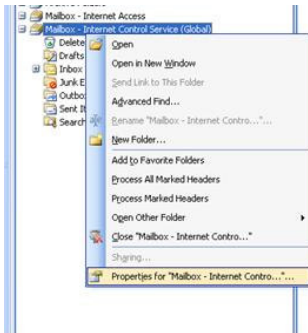 Mailbox - Internet Access
Mailbox - Internet Control Service (Global)
Delete
Drafts
Inbox
Junk E
Outbo
Sent It
Search
Open
Open in New Window
Send Link to This Folder
Advanced Find...
Rename "Mailbox - Internet Contro..."...
New Folder...
Add to Favorite Folders
Process All Marked Headers
Process Marked Headers
Open Other Folder
Close "Mailbox - Internet Contro..."
Sharing...
Properties for "Mailbox - Internet Contro..."...